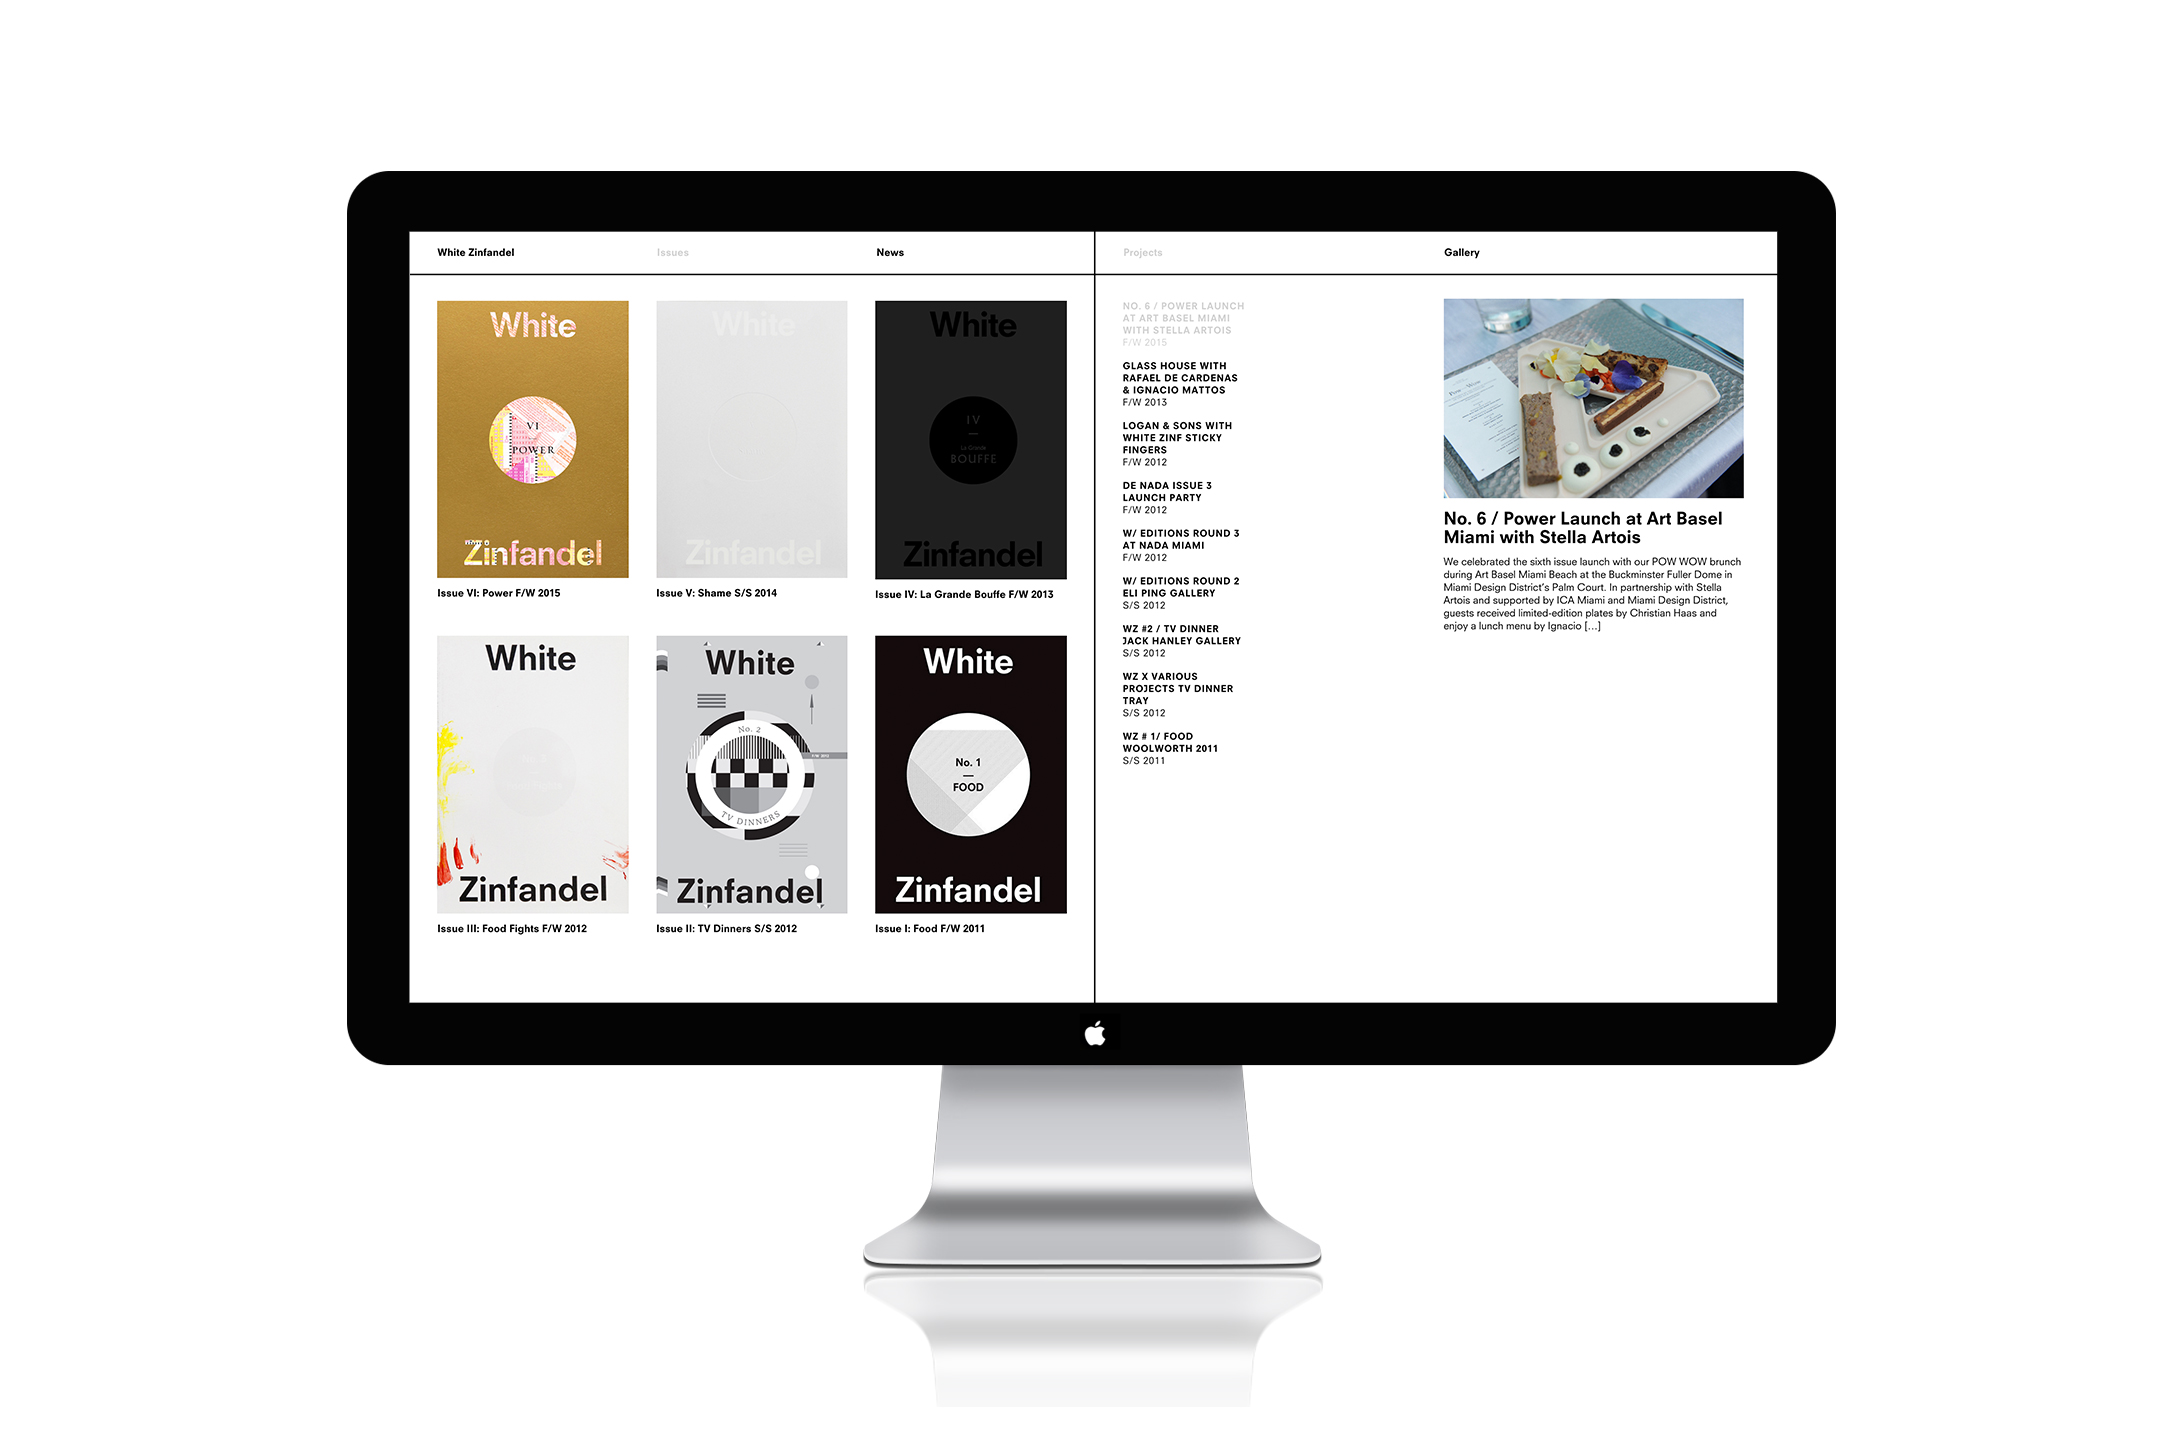 White Zinfandel
Issues
News
Projects
Gallery
White
VI
POWER
Zinfandel
Issue VI: Power F/W 2015
White
Zinfandel
Issue V: Shame S/S 2014
White
IV
La Grande
BOUFFE
Zinfandel
Issue IV: La Grande Bouffe F/W 2013
White
Zinfandel
Issue III: Food Fights F/W 2012
White
No. 2
TV DINNERS
Zinfandel
Issue II: TV Dinners S/S 2012
White
No. 1
—
FOOD
Zinfandel
Issue I: Food F/W 2011
NO. 6 / POWER LAUNCH
AT ART BASEL MIAMI
WITH STELLA ARTOIS
F/W 2015
GLASS HOUSE WITH
RAFAEL DE CARDENAS
& IGNACIO MATTOS
F/W 2013
LOGAN & SONS WITH
WHITE ZINF STICKY
FINGERS
F/W 2012
DE NADA ISSUE 3
LAUNCH PARTY
F/W 2012
W/ EDITIONS ROUND 3
AT NADA MIAMI
F/W 2012
W/ EDITIONS ROUND 2
ELI PING GALLERY
S/S 2012
WZ #2 / TV DINNER
JACK HANLEY GALLERY
S/S 2012
WZ X VARIOUS
PROJECTS TV DINNER
TRAY
S/S 2012
WZ # 1/ FOOD
WOOLWORTH 2011
S/S 2011
No. 6 / Power Launch at Art Basel
Miami with Stella Artois
We celebrated the sixth issue launch with our POW WOW brunch
during Art Basel Miami Beach at the Buckminster Fuller Dome in
Miami Design District's Palm Court. In partnership with Stella
Artois and supported by ICA Miami and Miami Design District,
guests received limited-edition plates by Christian Haas and
enjoy a lunch menu by Ignacio [...]